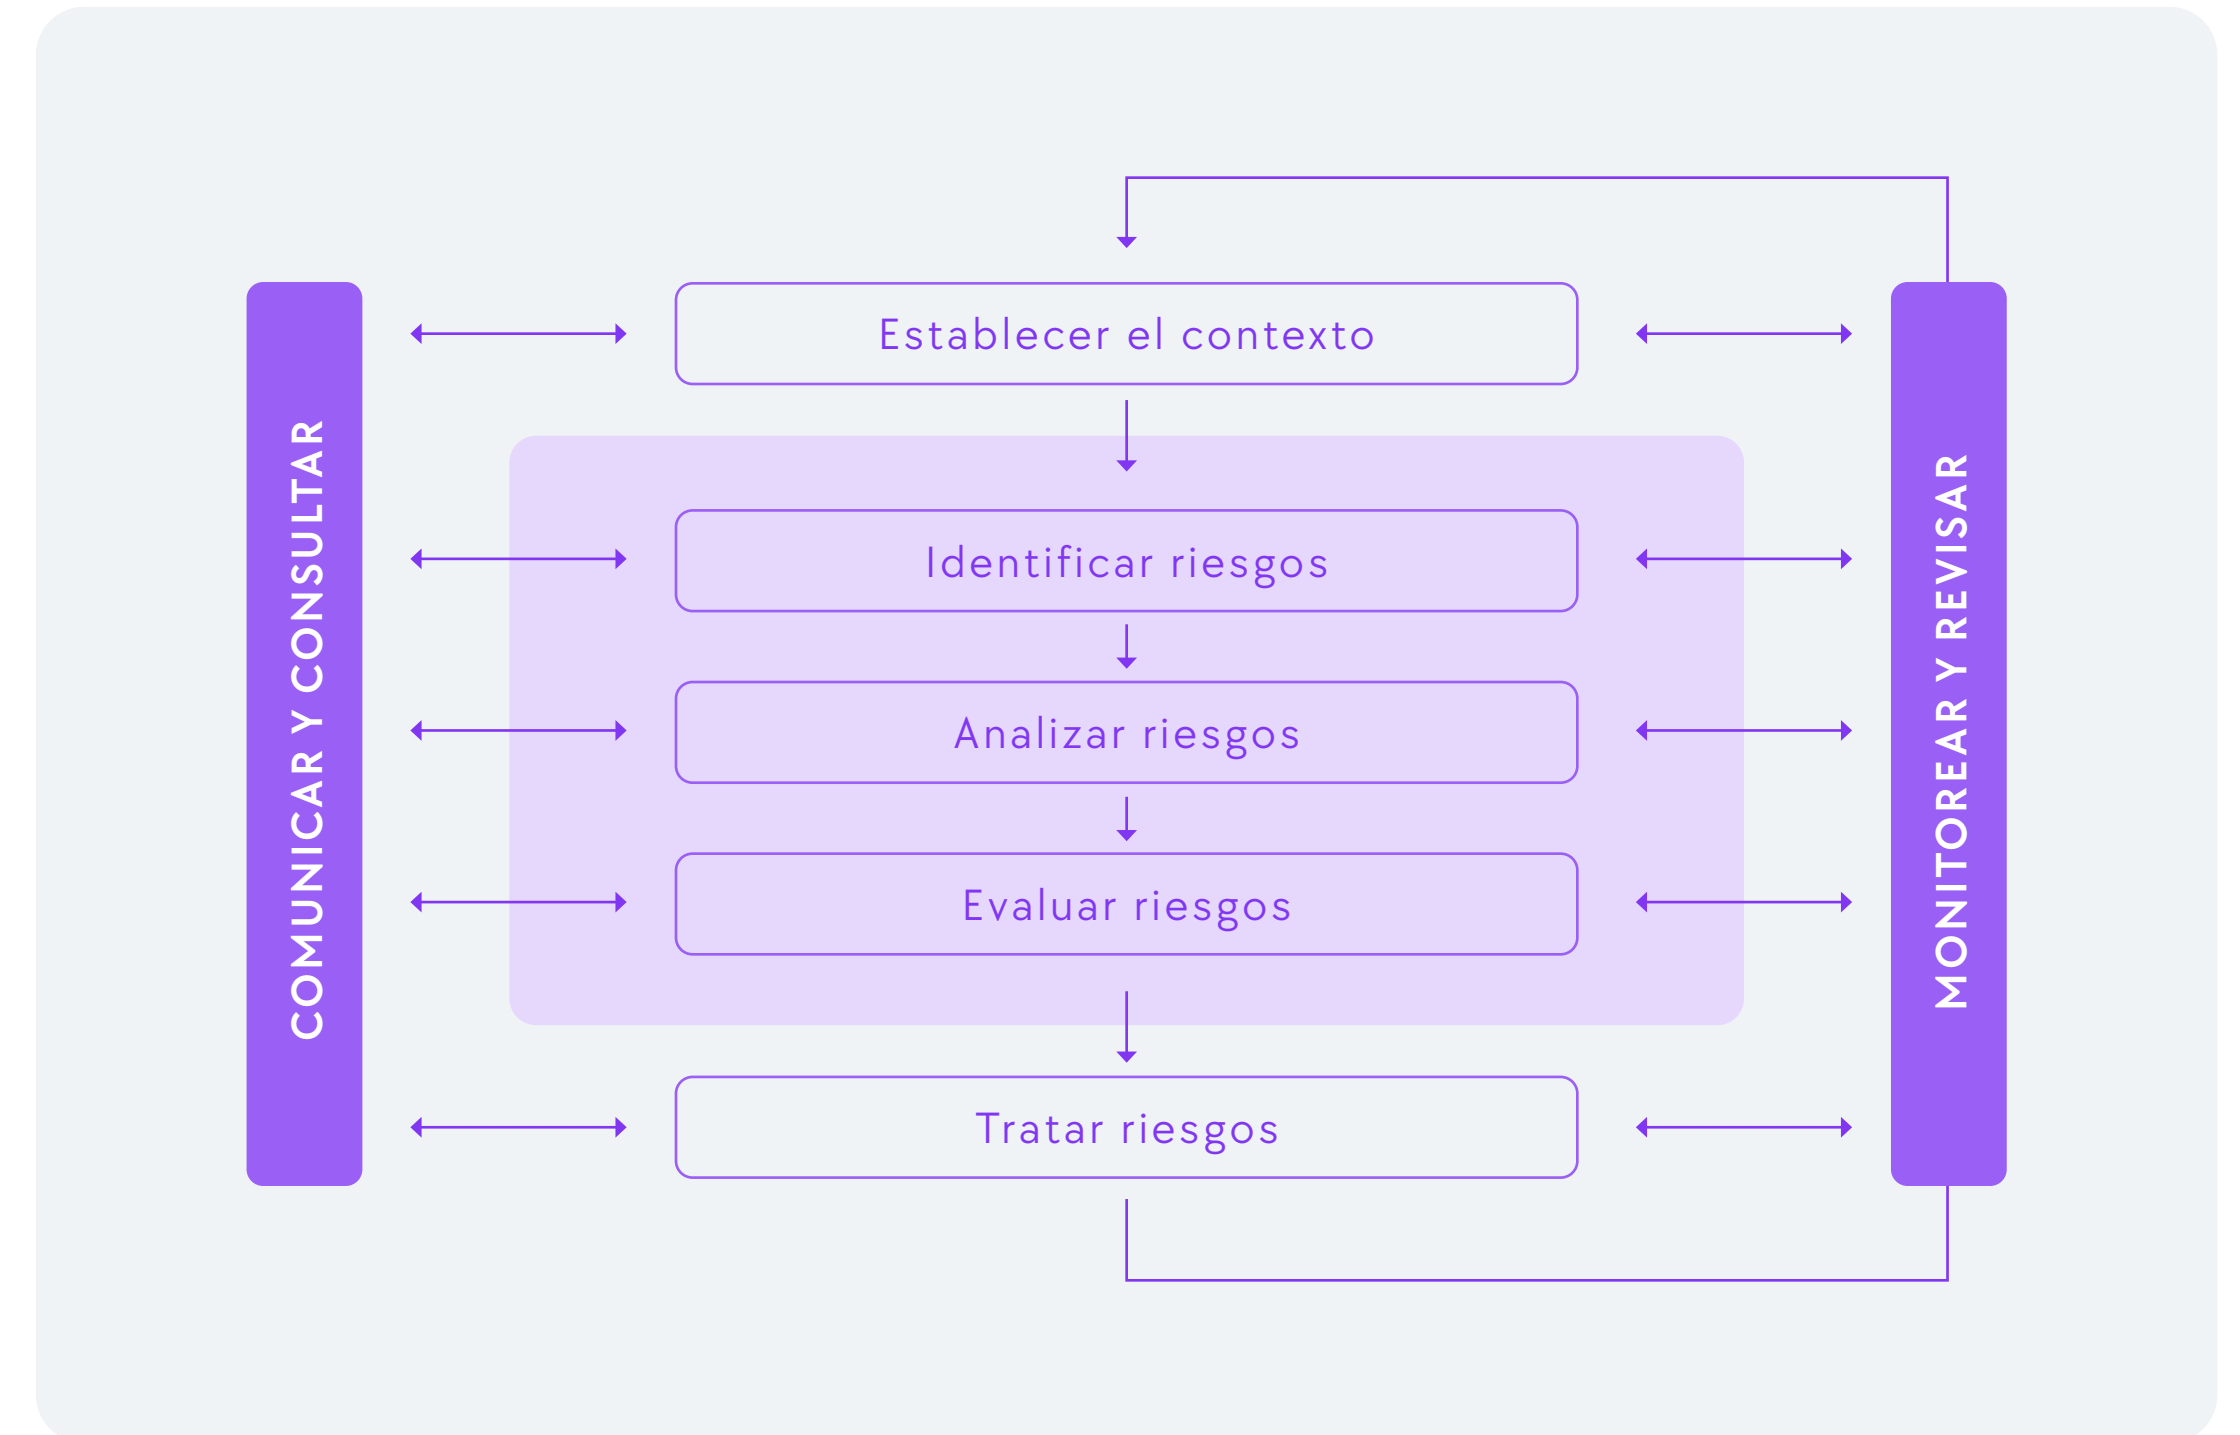 COMUNICAR Y CONSULTAR
Establecer el contexto
Identificar riesgos
Analizar riesgos
Evaluar riesgos
Tratar riesgos
MONITOREAR Y REVISAR